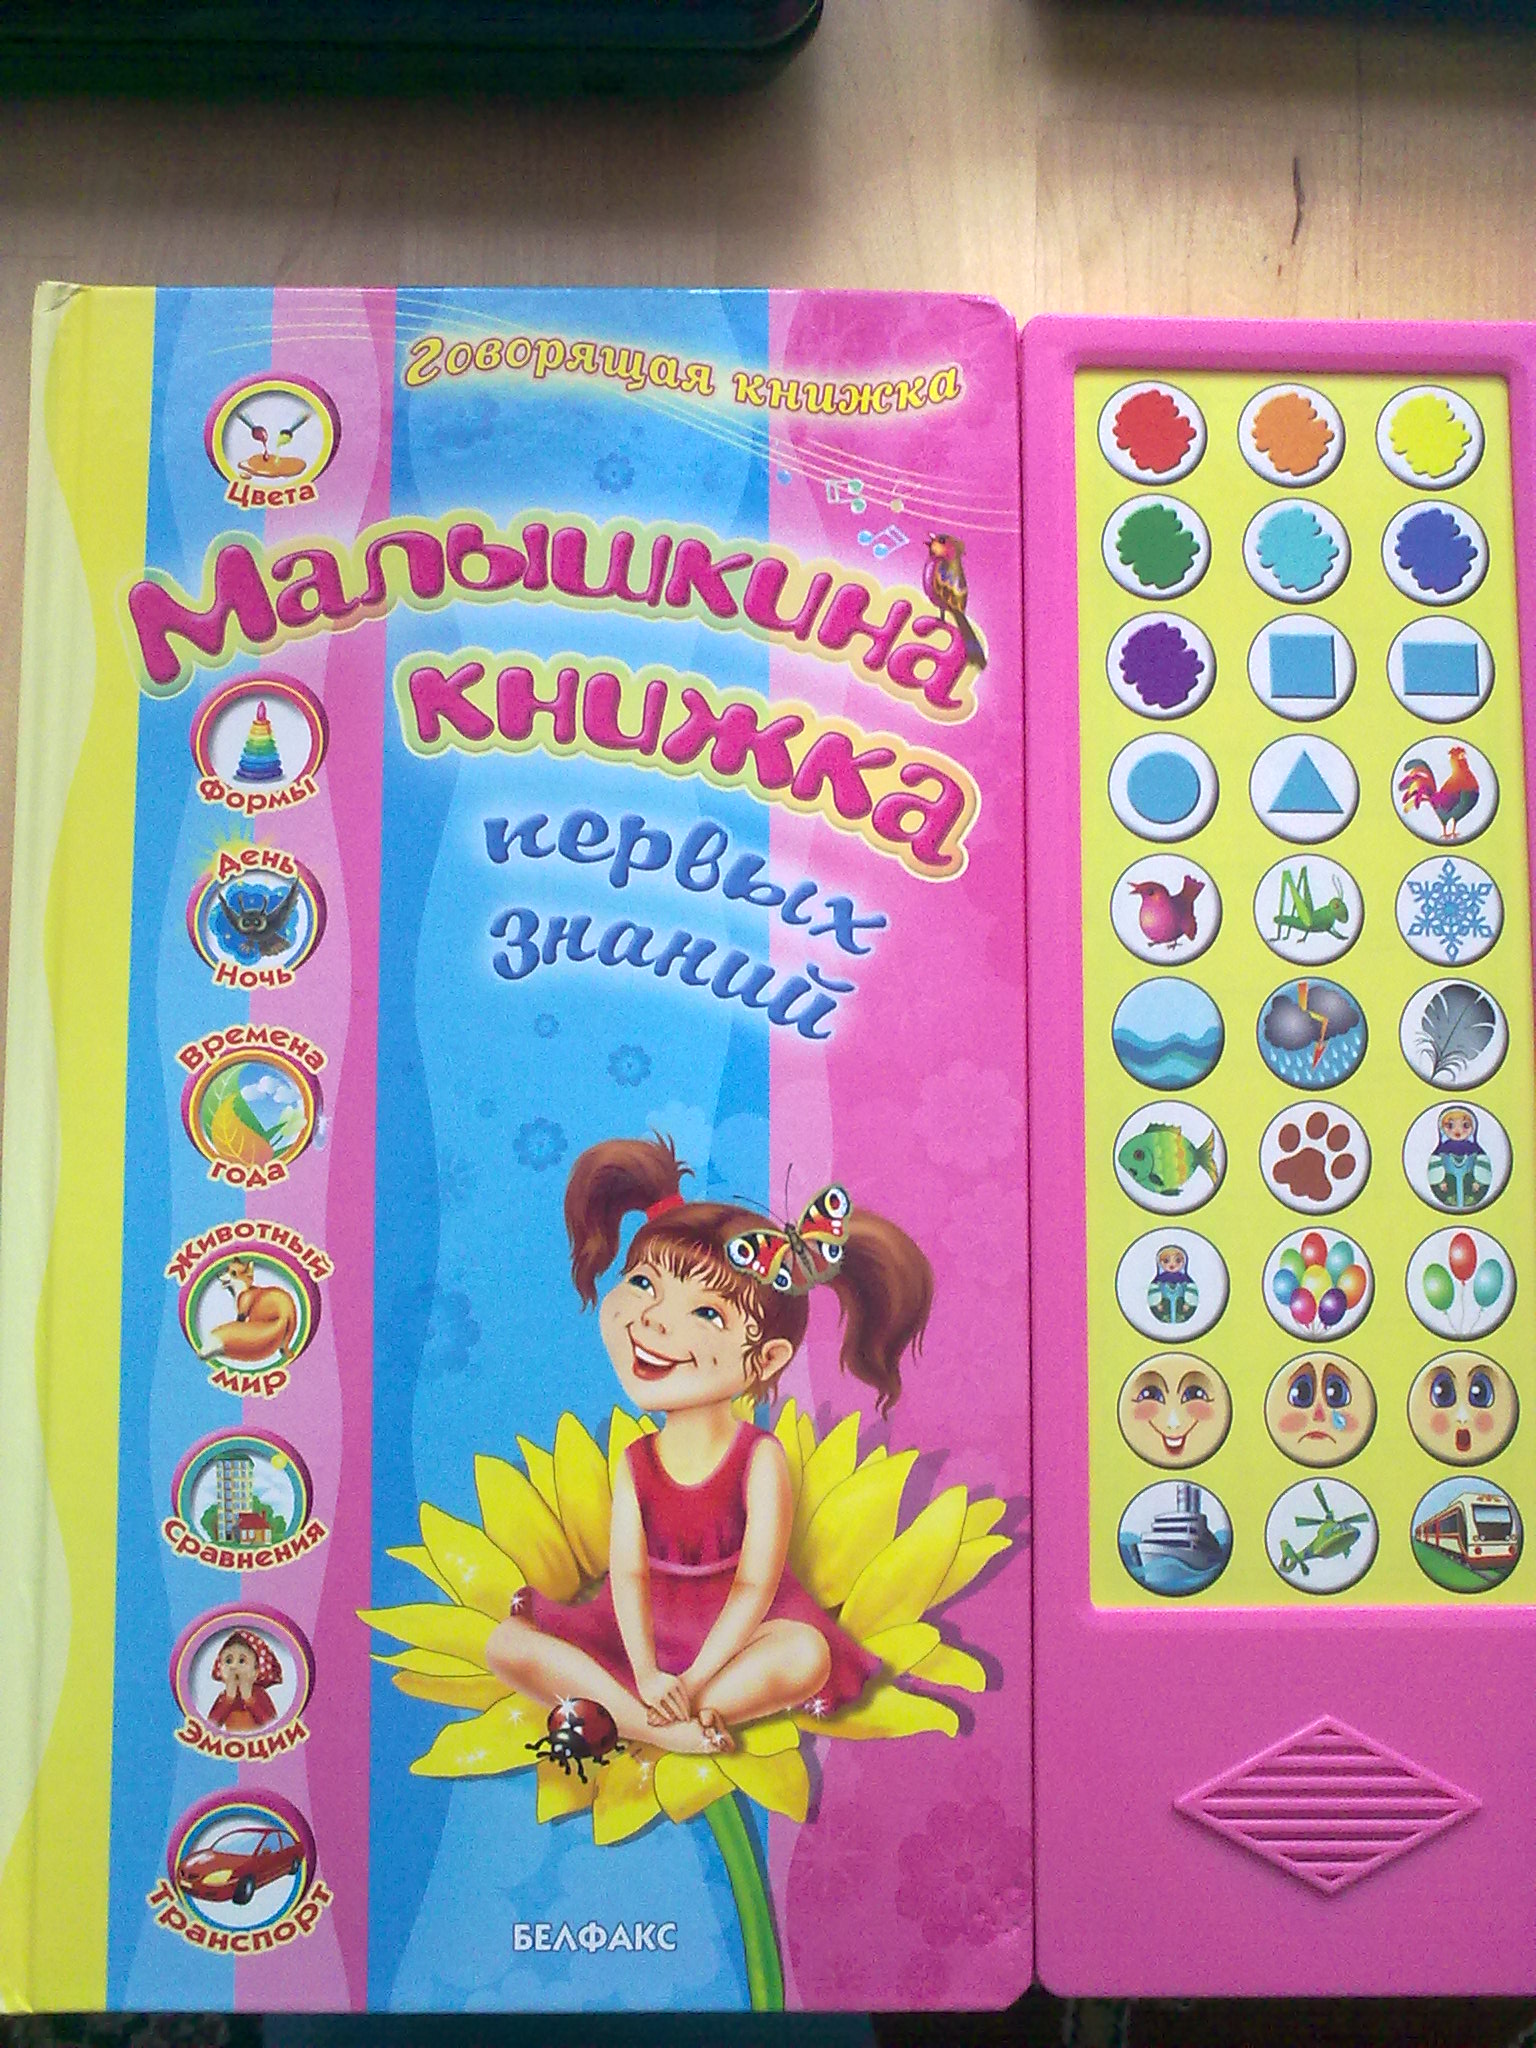 Говорящая книжка
Цвета
Малышкина
книжка
первых
знаний
Формы
День
Ночь
Времена
года
Животный
мир
Сравнения
Эмоции
Транспорт
БЕЛФАКС